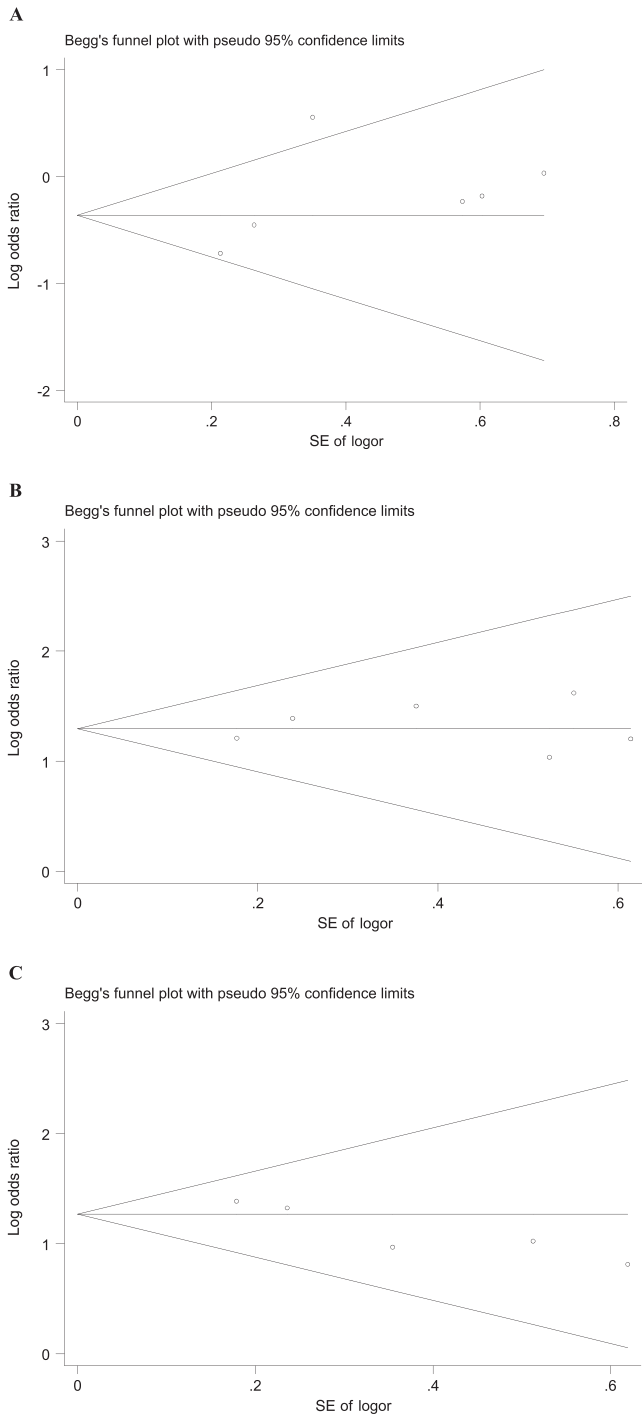 A
Begg's funnel plot with pseudo 95% confidence limits
1
0
-1
-2
Log odds ratio
0 .2 .4 .6 .8
SE of logor
B
Begg's funnel plot with pseudo 95% confidence limits
3
2
1
0
Log odds ratio
0 .2 .4 .6
SE of logor
C
Begg's funnel plot with pseudo 95% confidence limits
3
2
1
0
Log odds ratio
0 .2 .4 .6
SE of logor